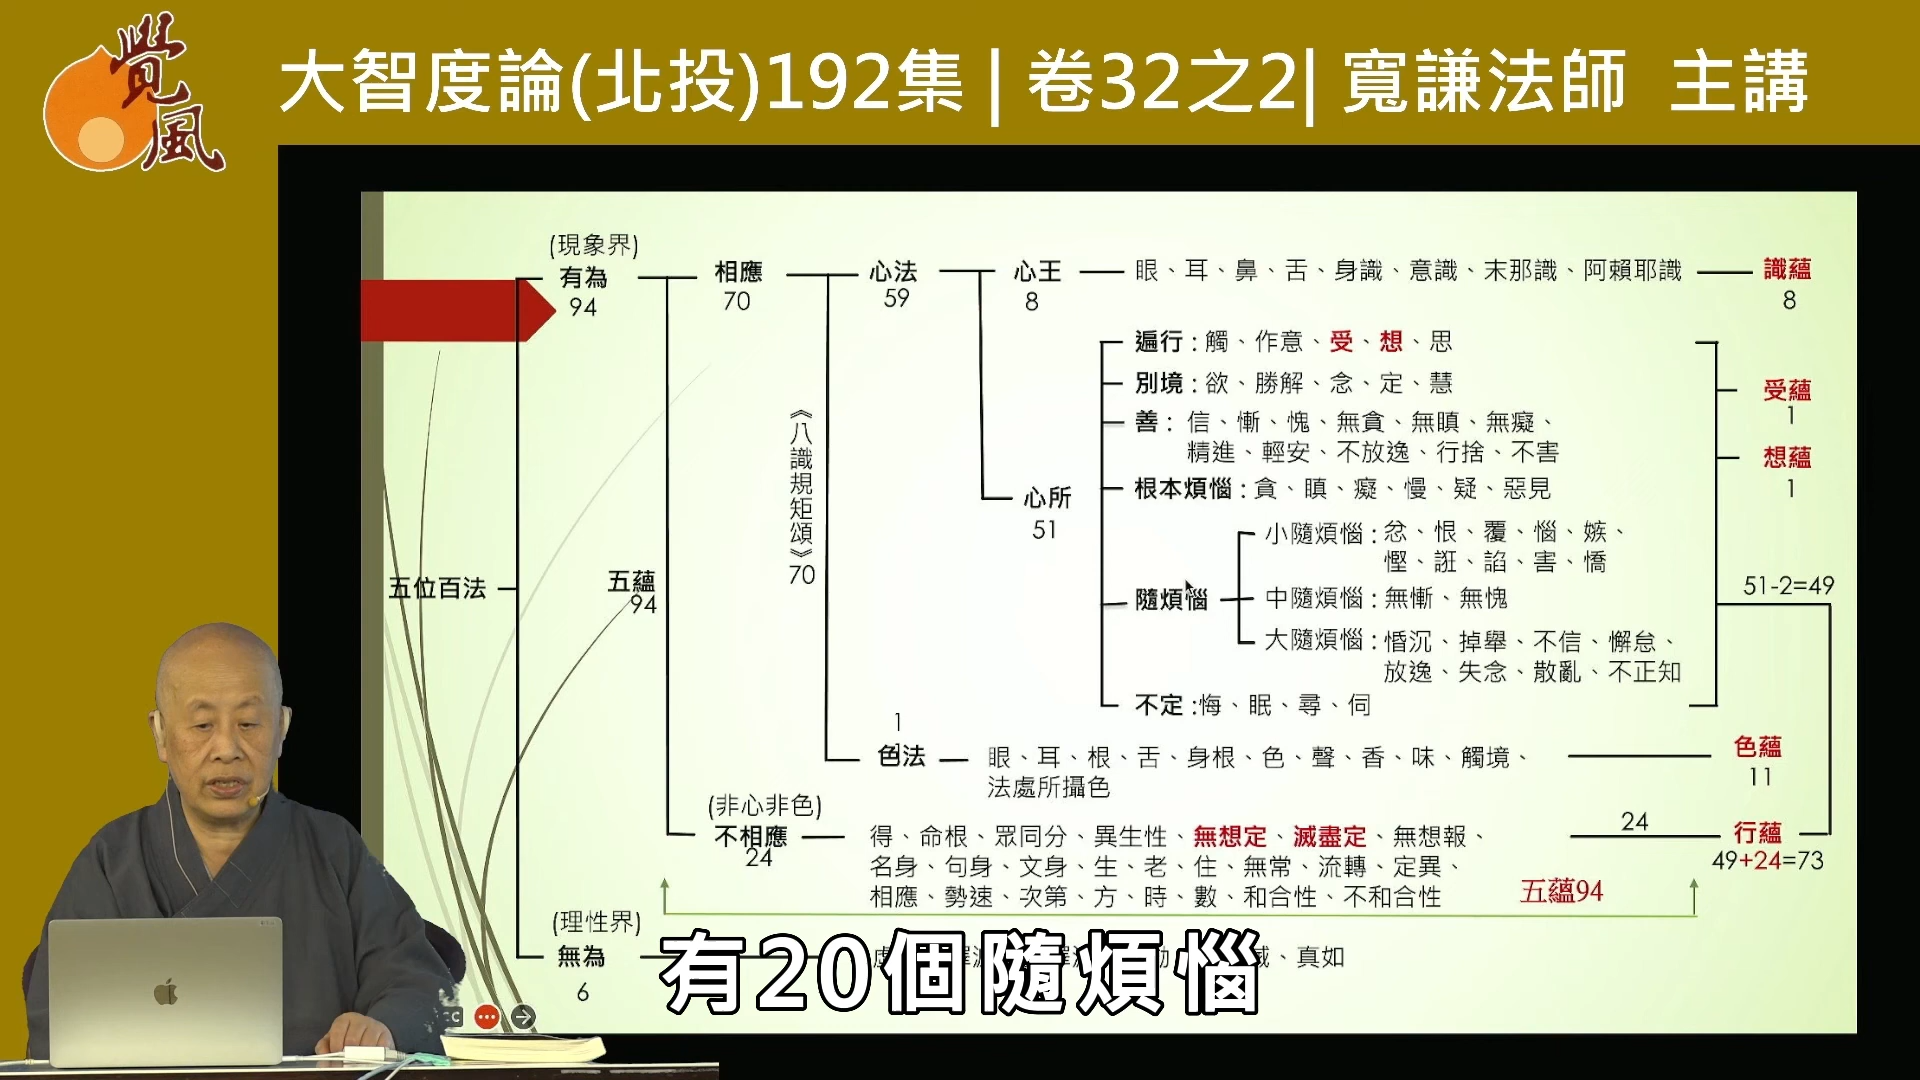 覺風
大智度論(北投)192集 | 卷32之2| 寬謙法師 主講
(現象界)
有為
94
相應
70
心法
59
心王
8
眼、耳、鼻、舌、身識、意識、末那識、阿賴耶識
識蘊
8
遍行:觸、作意、受、想、思
別境:欲、勝解、念、定、慧
善: 信、慚、愧、無貪、無瞋、無癡、
精進、輕安、不放逸、行捨、不害
受蘊
1
想蘊
1
根本煩惱:貪、瞋、癡、慢、疑、惡見
心所
51
《八識規矩頌》70
小隨煩惱:忿、恨、覆、惱、嫉、
慳、誑、諂、害、憍
隨煩惱
中隨煩惱:無慚、無愧
大隨煩惱:惛沉、掉舉、不信、懈怠、
放逸、失念、散亂、不正知
51-2=49
五位百法
五蘊
94
不定:悔、眠、尋、伺
1
色法
眼、耳、根、舌、身根、色、聲、香、味、觸境、
法處所攝色
色蘊
11
(非心非色)
不相應
24
得、命根、眾同分、異生性、無想定、滅盡定、無想報、
名身、句身、文身、生、老、住、無常、流轉、定異、
相應、勢速、次第、方、時、數、和合性、不和合性
24
行蘊
49+24=73
五蘊94
(理性界)
無為
6
、真如
有20個隨煩惱